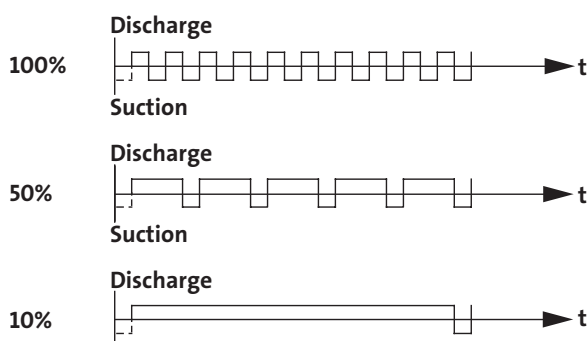 Discharge
100% t
Suction
Discharge
50% t
Suction
Discharge
10% t